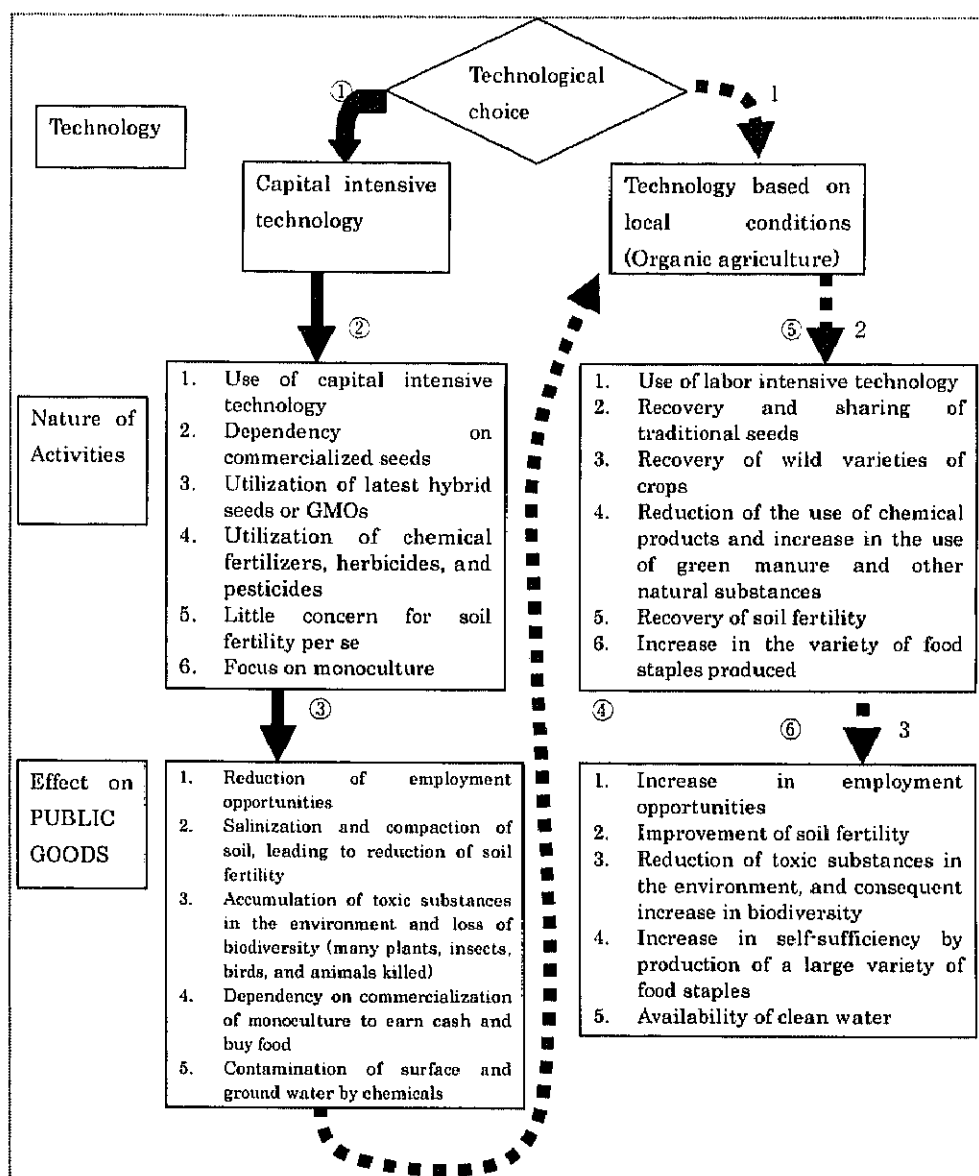 Technological
choice
①
1
Technology
Capital intensive
technology
Technology based on
local conditions
(Organic agriculture)
②
⑤ 2
Nature of
Activities
1. Use of capital intensive
technology
2. Dependency on
commercialized seeds
3. Utilization of latest hybrid
seeds or GMOs
4. Utilization of chemical
fertilizers, herbicides, and
pesticides
5. Little concern for soil
fertility per se
6. Focus on monoculture
1. Use of labor intensive technology
2. Recovery and sharing of
traditional seeds
3. Recovery of wild varieties of
crops
4. Reduction of the use of chemical
products and increase in the use
of green manure and other
natural substances
5. Recovery of soil fertility
6. Increase in the variety of food
staples produced
③
④
⑥ 3
Effect on
PUBLIC
GOODS
1. Reduction of employment
opportunities
2. Salinization and compaction of
soil, leading to reduction of soil
fertility
3. Accumulation of toxic substances
in the environment and loss of
biodiversity (many plants, insects,
birds, and animals killed)
4. Dependency on commercialization
of monoculture to earn cash and
buy food
5. Contamination of surface and
ground water by chemicals
1. Increase in employment
opportunities
2. Improvement of soil fertility
3. Reduction of toxic substances in
the environment, and consequent
increase in biodiversity
4. Increase in self-sufficiency by
production of a large variety of
food staples
5. Availability of clean water